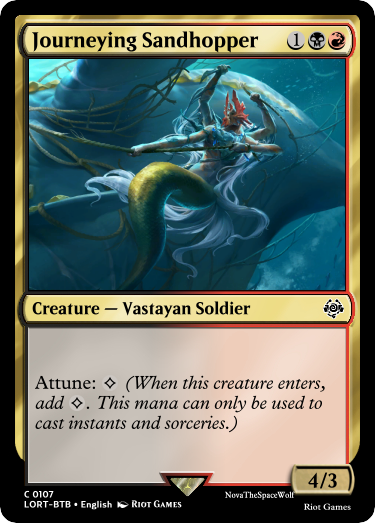 Journeying Sandhopper 1
Creature — Vastayan Soldier
Attune: (When this creature enters,
add . This mana can only be used to
cast instants and sorceries.)
4/3
C 0107
LORT-BTB • English Riot Games
NovaTheSpaceWolf
Riot Games